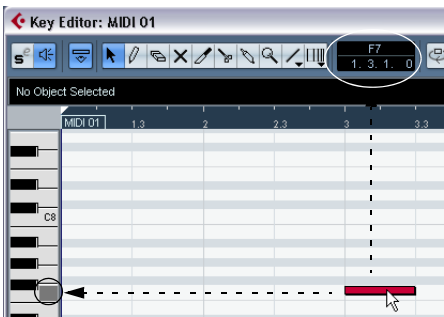 Key Editor: MIDI 01
s e
F7
1. 3. 1. 0
No Object Selected
MIDI 01 1.3 2 2.3 3 3.3
C8